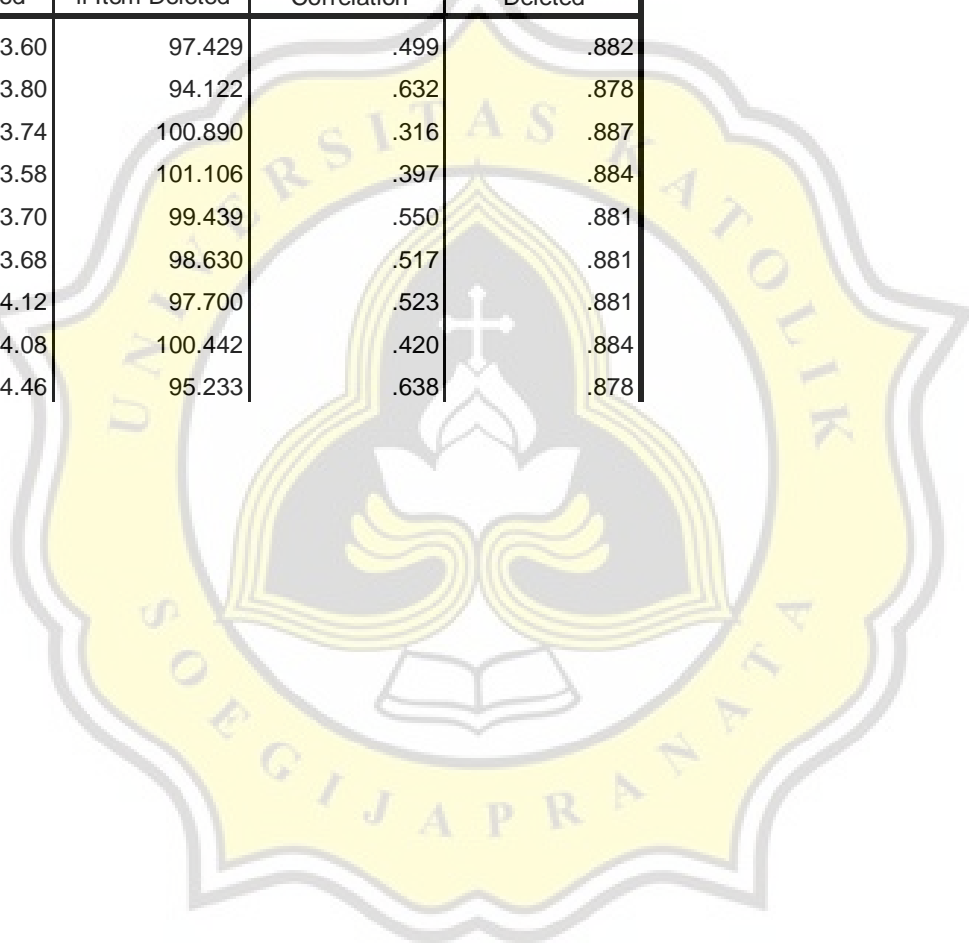 ed if Item Deleted Correlation Deleted
3.60 97.429 .499 .882
3.80 94.122 .632 .878
3.74 100.890 .316 .887
3.58 101.106 .397 .884
3.70 99.439 .550 .881
3.68 98.630 .517 .881
4.12 97.700 .523 .881
4.08 100.442 .420 .884
4.46 95.233 .638 .878
UNIVERSITAS KATOLIK
SOEGIJAPRANATA